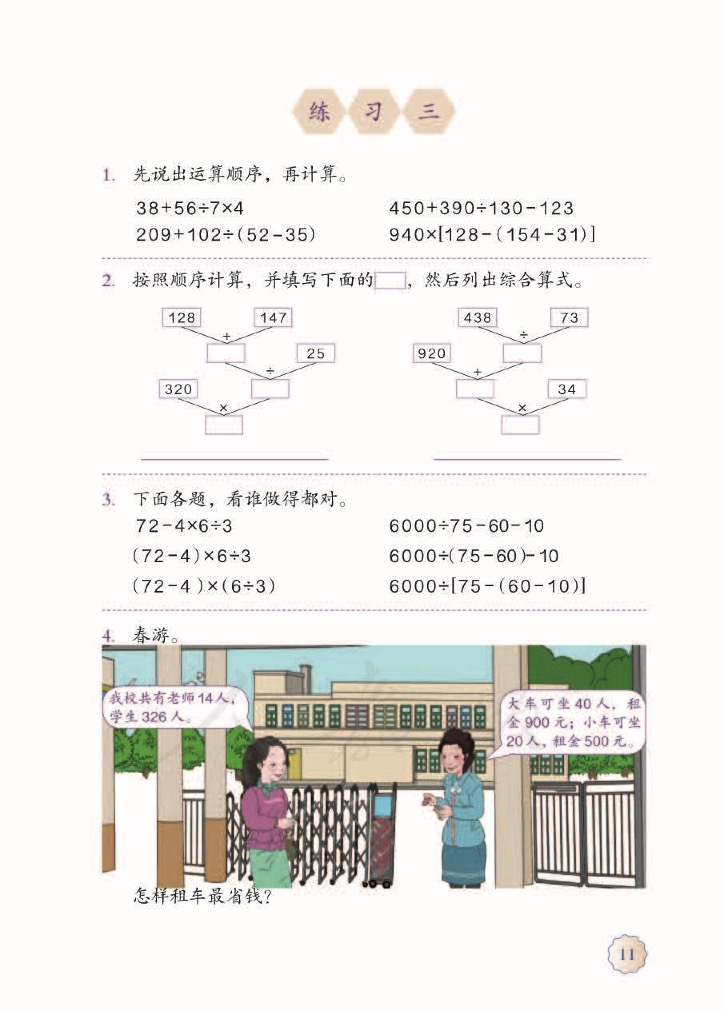 练 习 三
1. 先说出运算顺序，再计算。
38+56÷7×4 450+390÷130-123
209+102÷(52-35) 940×[128-(154-31)]
2. 按照顺序计算，并填写下面的，然后列出综合算式。
128 147 438 73
+ ÷
25 920
÷ +
320 34
× ×
3. 下面各题，看谁做得都对。
72-4×6÷3 6000÷75-60-10
(72-4)×6÷3 6000÷(75-60)-10
(72-4)×(6÷3) 6000÷[75-(60-10)]
4. 春游。
我校共有老师14人，
学生326人。
大车可坐40人，租
金900元；小车可坐
20人，租金500元。
怎样租车最省钱？
11